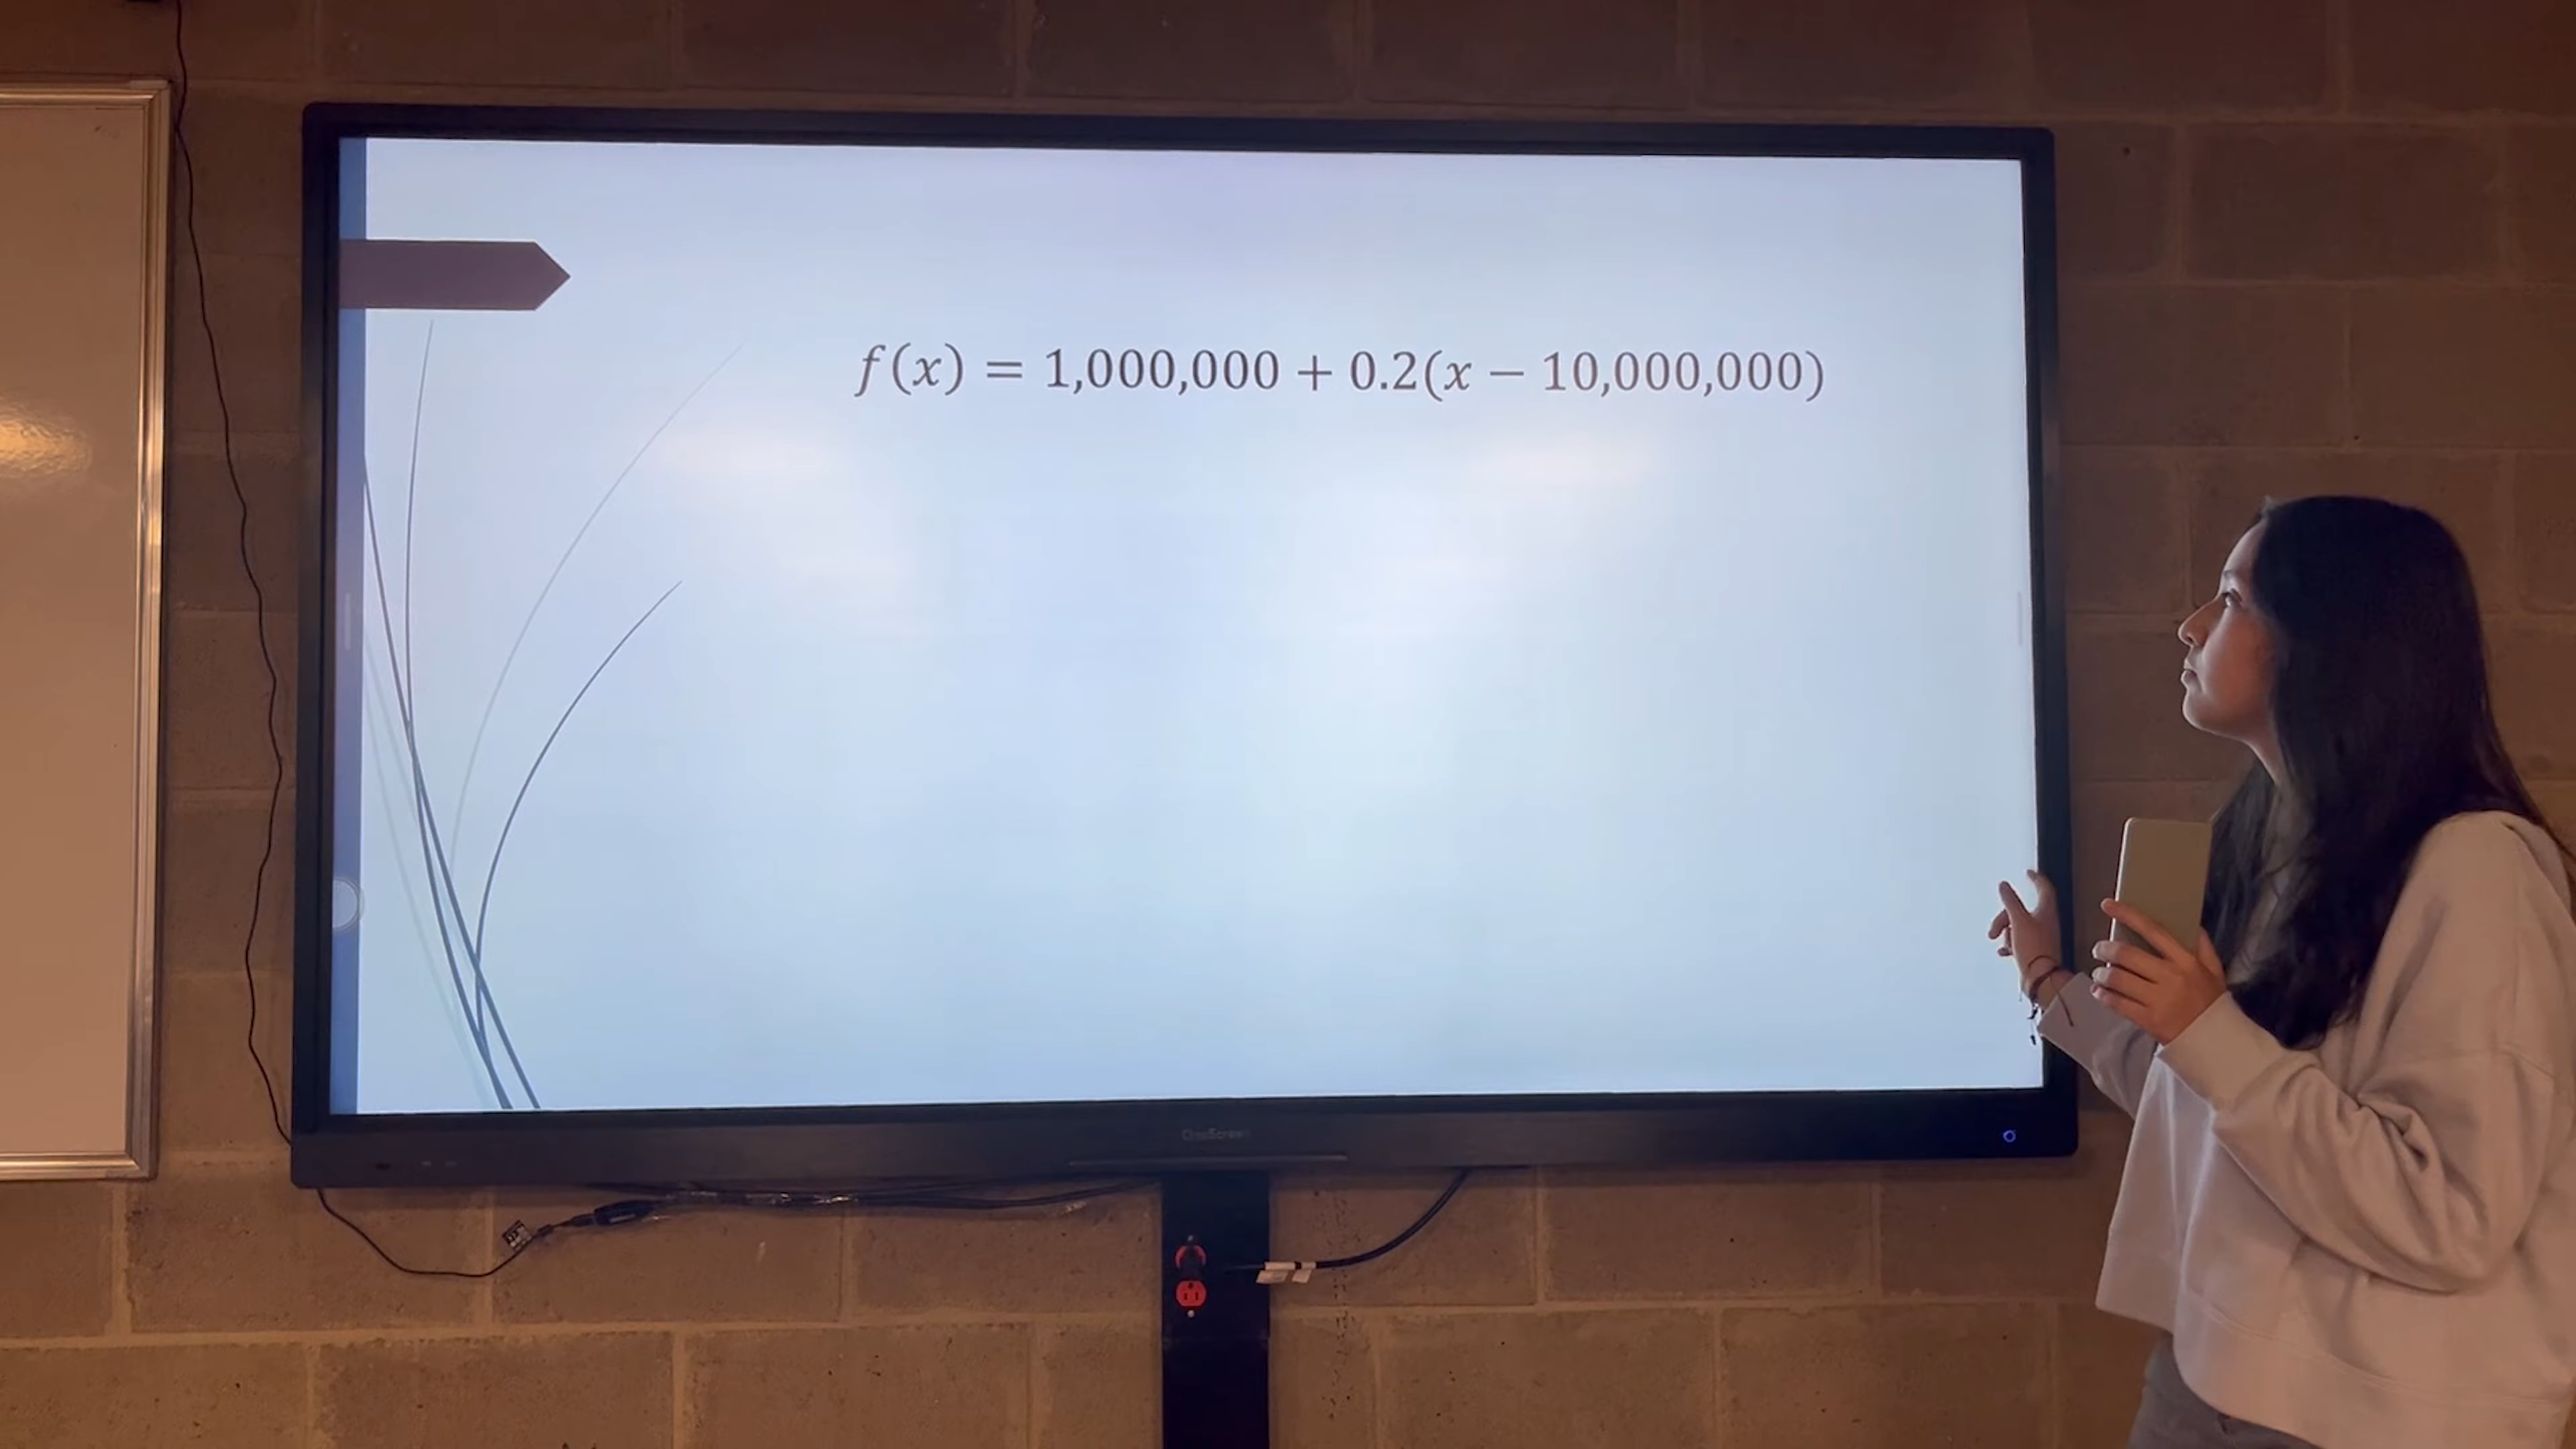 f(x) = 1,000,000 + 0.2(x − 10,000,000)